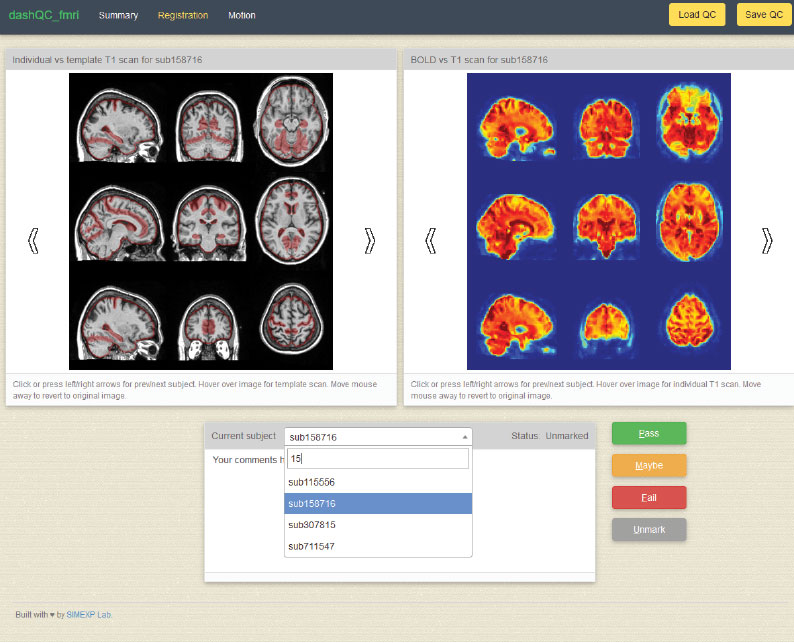 dashQC_fmri Summary Registration Motion Load QC Save QC
Individual vs template T1 scan for sub158716
BOLD vs T1 scan for sub158716
Click or press left/right arrows for prev/next subject. Hover over image for template scan. Move mouse
away to revert to original image.
Click or press left/right arrows for prev/next subject. Hover over image for individual T1 scan. Move
mouse away to revert to original image.
Current subject sub158716 Status: Unmarked
Your comments h
15
sub115556
sub158716
sub307815
sub711547
Pass
Maybe
Fail
Unmark
Built with ♥ by SIMEXP Lab.